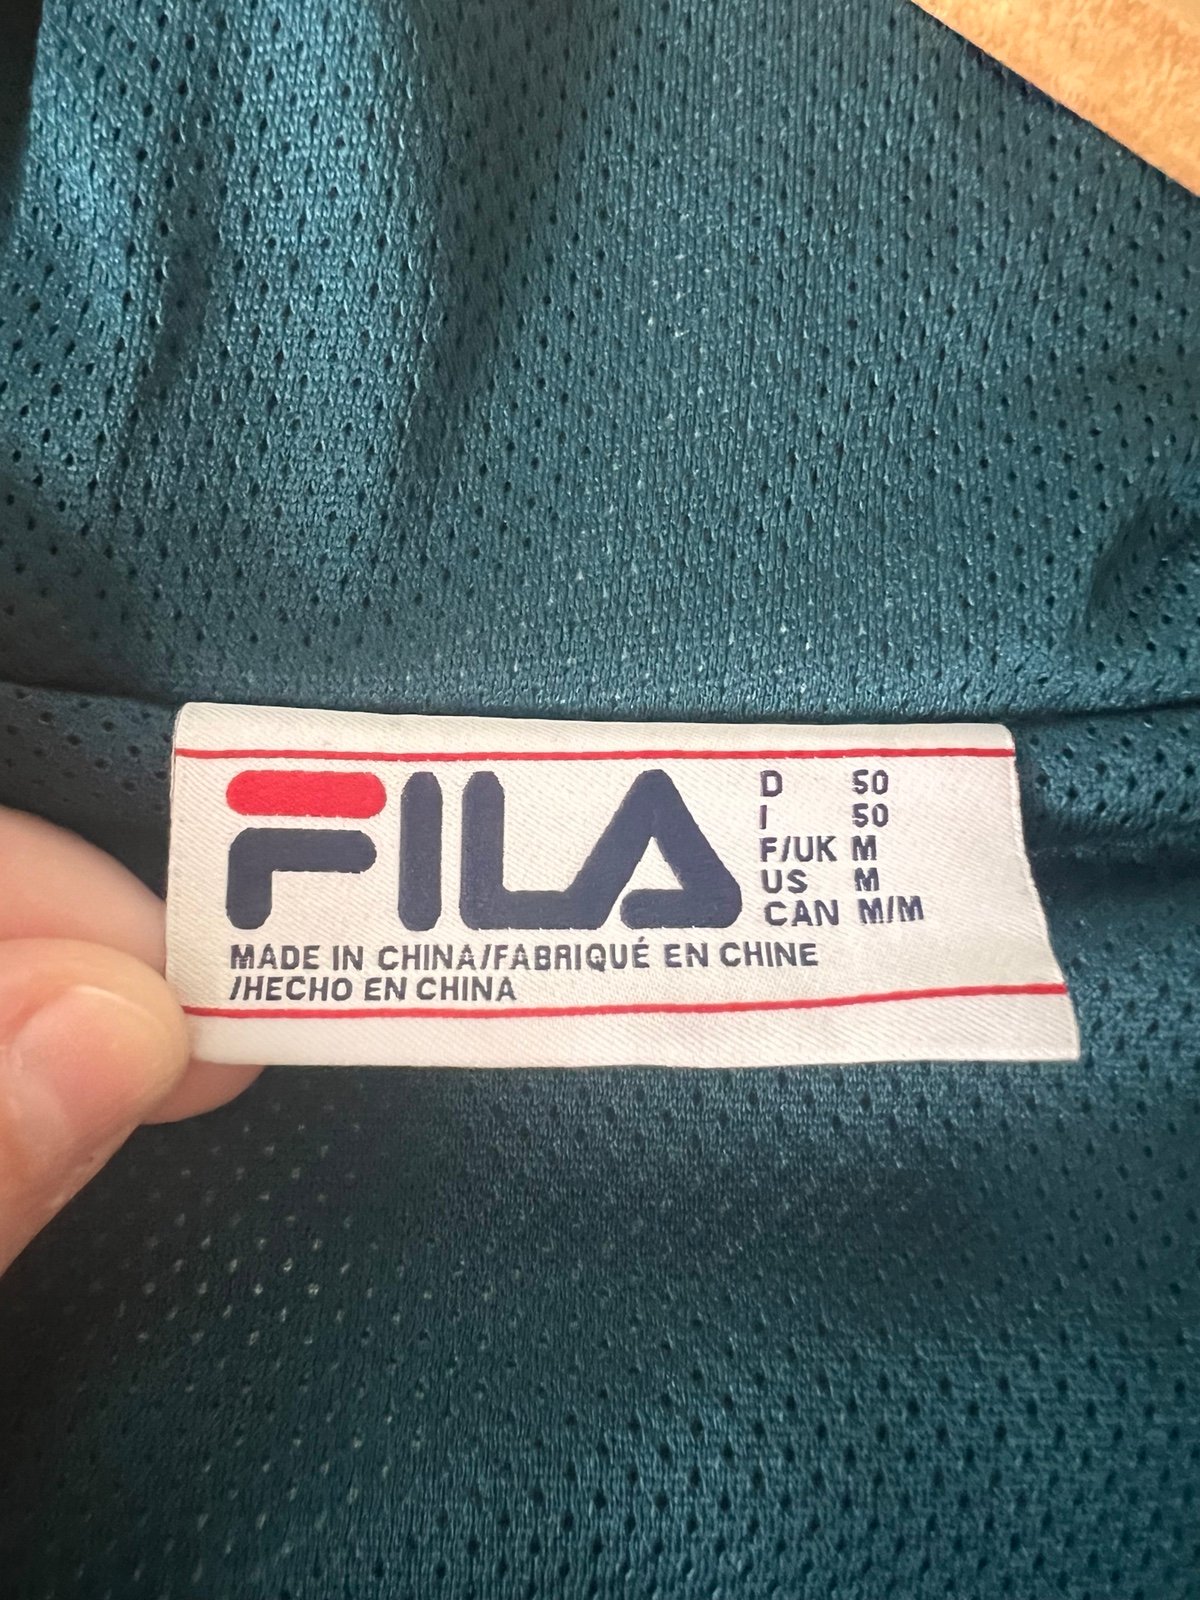 FILA
D 50
I 50
F/UK M
US M
CAN M/M
MADE IN CHINA/FABRIQUÉ EN CHINE
/HECHO EN CHINA